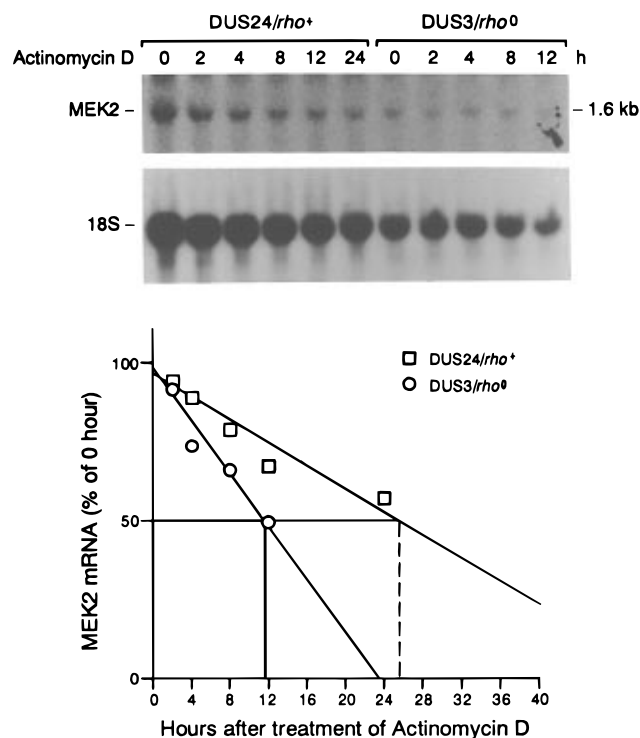 DUS24/rho⁺ DUS3/rho⁰
Actinomycin D 0 2 4 8 12 24 0 2 4 8 12 h
MEK2 – – 1.6 kb
18S –
100
50
0
MEK2 mRNA (% of 0 hour)
DUS24/rho⁺
DUS3/rho⁰
0 4 8 12 16 20 24 28 32 36 40
Hours after treatment of Actinomycin D